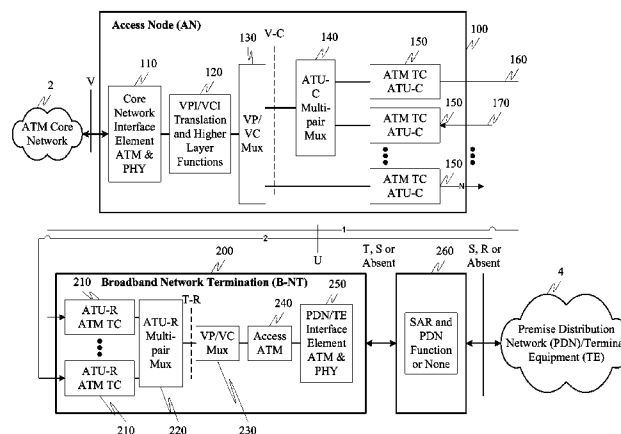 Access Node (AN)
V-C
130
140
150
100
160
110
120
2
V
ATM Core
Network
Core
Network
Interface
Element
ATM &
PHY
VPI/VCI
Translation
and Higher
Layer
Functions
VP/
VC
Mux
ATU-
C
Multi-
pair
Mux
ATM TC
ATU-C
150
170
ATM TC
ATU-C
150
ATM TC
ATU-C
N
1
2
U
200
T, S or
Absent
260
S, R or
Absent
4
Broadband Network Termination (B-NT)
210
T-R
240
250
ATU-R
ATM TC
ATU-R
ATM TC
ATU-R
Multi-
pair
Mux
VP/VC
Mux
Access
ATM
PDN/TE
Interface
Element
ATM
& PHY
SAR and
PDN
Function
or None
Premise Distribution
Network (PDN)/Terminal
Equipment (TE)
210
220
230